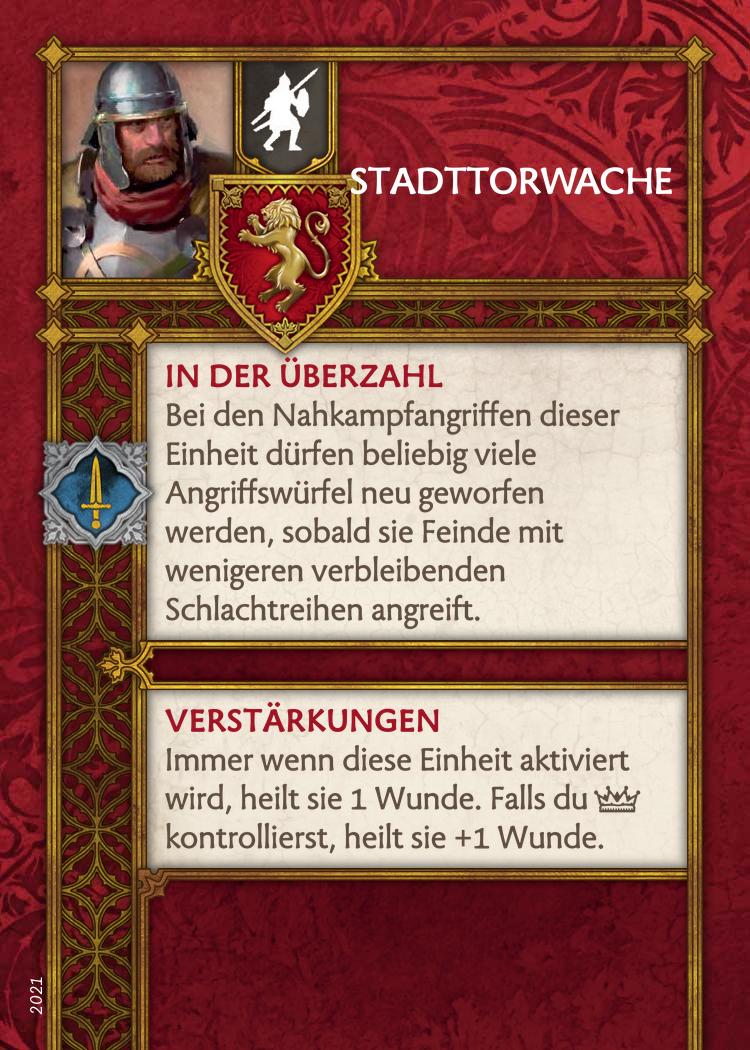 STADTTORWACHE
IN DER ÜBERZAHL
Bei den Nahkampfangriffen dieser
Einheit dürfen beliebig viele
Angriffswürfel neu geworfen
werden, sobald sie Feinde mit
wenigeren verbleibenden
Schlachtreihen angreift.
VERSTÄRKUNGEN
Immer wenn diese Einheit aktiviert
wird, heilt sie 1 Wunde. Falls du
kontrollierst, heilt sie +1 Wunde.
2021